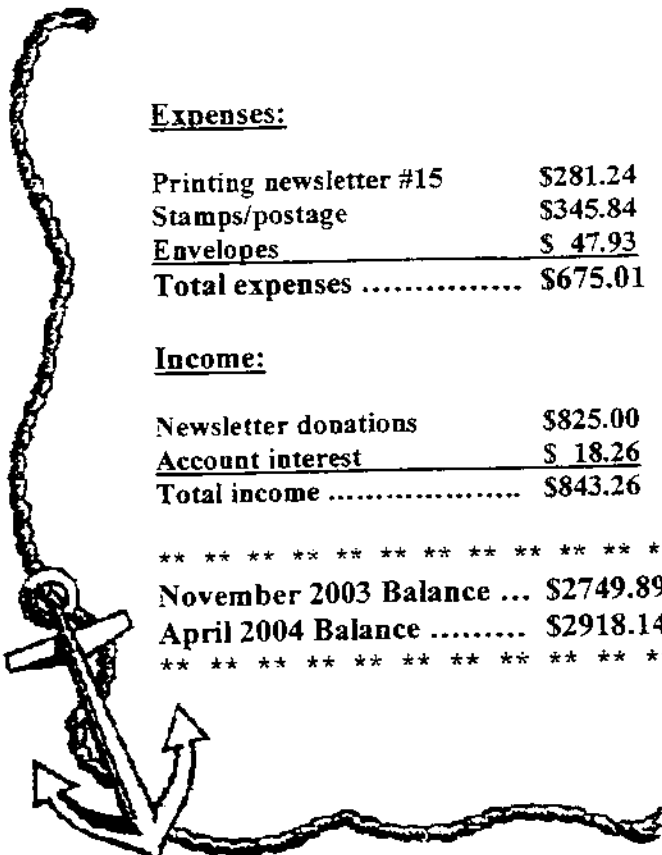 Expenses:
Printing newsletter #15 $281.24
Stamps/postage $345.84
Envelopes $ 47.93
Total expenses ............... $675.01
Income:
Newsletter donations $825.00
Account interest $ 18.26
Total income ..................... $843.26
** ** ** ** ** ** ** ** ** ** ** *
November 2003 Balance ... $2749.89
April 2004 Balance ......... $2918.14
** ** ** ** ** ** ** ** ** ** ** *